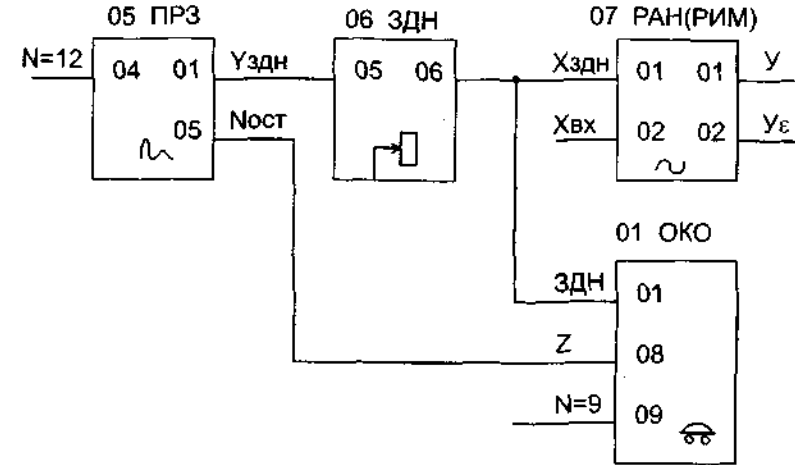 05 ПРЗ
06 ЗДН
07 РАН(РИМ)
N=12
04
01
Yздн
05
06
Xздн
01
01
У
05
Nост
Xвх
02
02
Уε
01 ОКО
ЗДН
01
Z
08
N=9
09